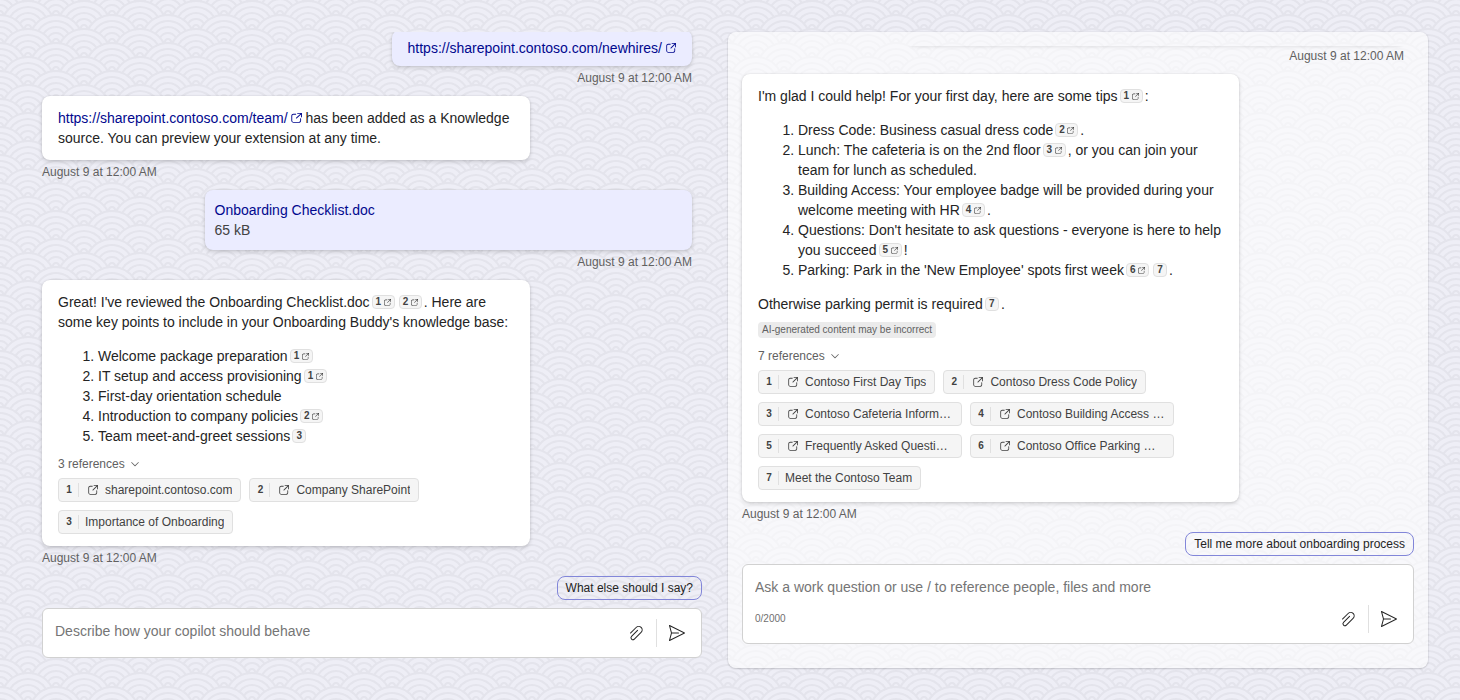 https://sharepoint.contoso.com/newhires/
August 9 at 12:00 AM
https://sharepoint.contoso.com/team/ has been added as a Knowledge
source. You can preview your extension at any time.
August 9 at 12:00 AM
Onboarding Checklist.doc
65 kB
August 9 at 12:00 AM
Great! I've reviewed the Onboarding Checklist.doc 1 2 . Here are
some key points to include in your Onboarding Buddy's knowledge base:
1. Welcome package preparation 1
2. IT setup and access provisioning 1
3. First-day orientation schedule
4. Introduction to company policies 2
5. Team meet-and-greet sessions 3
3 references
1 sharepoint.contoso.com 2 Company SharePoint
3 Importance of Onboarding
August 9 at 12:00 AM
What else should I say?
Describe how your copilot should behave
August 9 at 12:00 AM
I'm glad I could help! For your first day, here are some tips 1 :
1. Dress Code: Business casual dress code 2 .
2. Lunch: The cafeteria is on the 2nd floor 3 , or you can join your
team for lunch as scheduled.
3. Building Access: Your employee badge will be provided during your
welcome meeting with HR 4 .
4. Questions: Don't hesitate to ask questions - everyone is here to help
you succeed 5 !
5. Parking: Park in the 'New Employee' spots first week 6 7 .
Otherwise parking permit is required 7 .
AI-generated content may be incorrect
7 references
1 Contoso First Day Tips 2 Contoso Dress Code Policy
3 Contoso Cafeteria Inform… 4 Contoso Building Access …
5 Frequently Asked Questi… 6 Contoso Office Parking …
7 Meet the Contoso Team
August 9 at 12:00 AM
Tell me more about onboarding process
Ask a work question or use / to reference people, files and more
0/2000